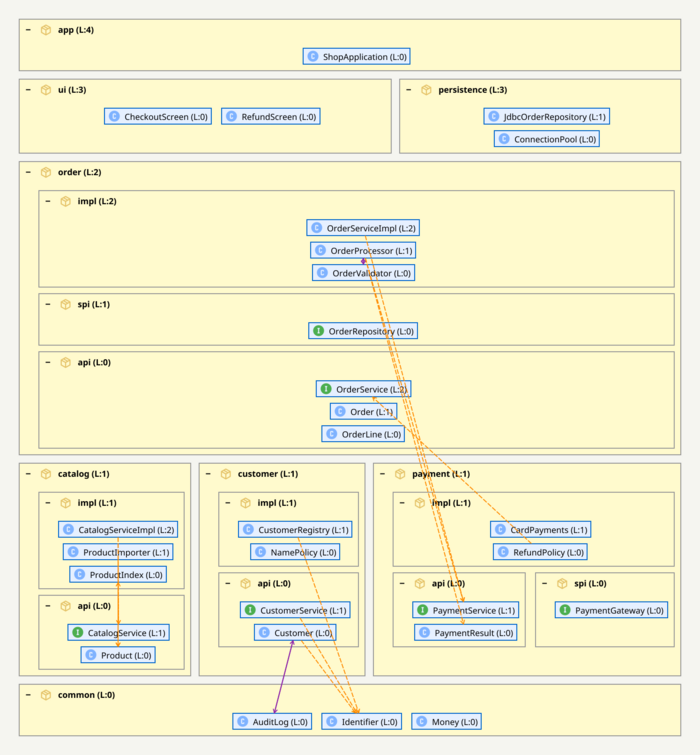 app (L:4)
ShopApplication (L:0)
ui (L:3)
CheckoutScreen (L:0)
RefundScreen (L:0)
persistence (L:3)
JdbcOrderRepository (L:1)
ConnectionPool (L:0)
order (L:2)
impl (L:2)
OrderServiceImpl (L:2)
OrderProcessor (L:1)
OrderValidator (L:0)
spi (L:1)
OrderRepository (L:0)
api (L:0)
OrderService (L:2)
Order (L:1)
OrderLine (L:0)
catalog (L:1)
impl (L:1)
CatalogServiceImpl (L:2)
ProductImporter (L:1)
ProductIndex (L:0)
api (L:0)
CatalogService (L:1)
Product (L:0)
customer (L:1)
impl (L:1)
CustomerRegistry (L:1)
NamePolicy (L:0)
api (L:0)
CustomerService (L:1)
Customer (L:0)
payment (L:1)
impl (L:1)
CardPayments (L:1)
RefundPolicy (L:0)
api (L:0)
PaymentService (L:1)
PaymentResult (L:0)
spi (L:0)
PaymentGateway (L:0)
common (L:0)
AuditLog (L:0)
Identifier (L:0)
Money (L:0)